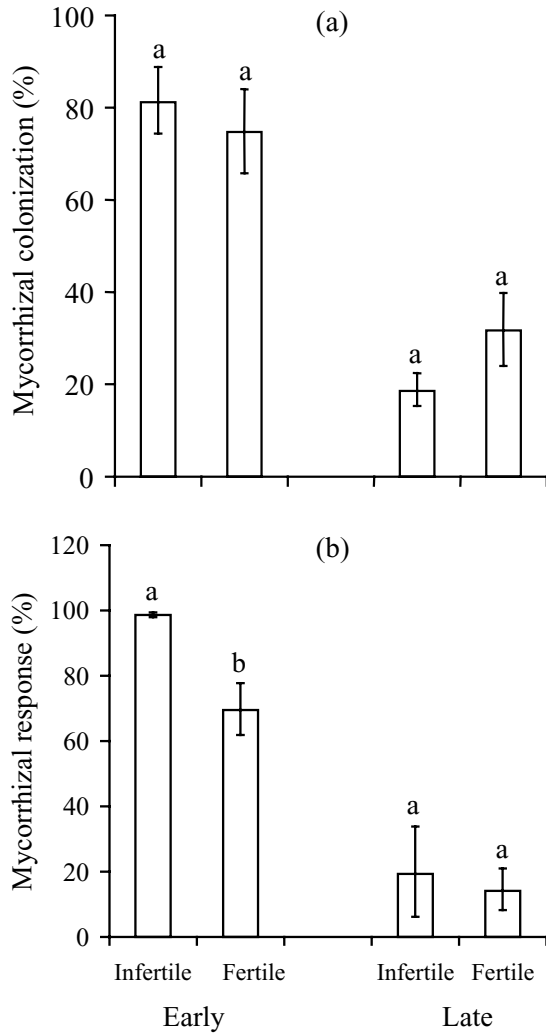 (a)
Mycorrhizal colonization (%)
100
80
60
40
20
0
a
a
a
a
(b)
Mycorrhizal response (%)
120
100
80
60
40
20
0
a
b
a
a
Infertile Fertile Infertile Fertile
Early Late